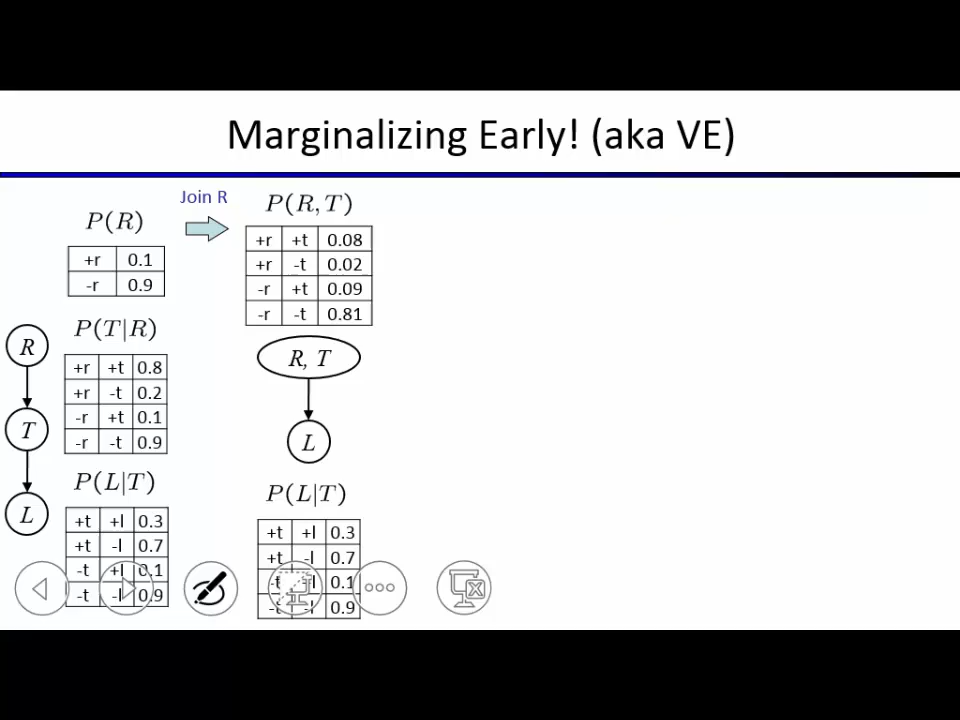 Marginalizing Early! (aka VE)
Join R
P(R)
+r 0.1
-r 0.9
P(T|R)
+r +t 0.8
+r -t 0.2
-r +t 0.1
-r -t 0.9
P(L|T)
+t +l 0.3
+t -l 0.7
-t +l 0.1
-t -l 0.9
R
T
L
P(R, T)
+r +t 0.08
+r -t 0.02
-r +t 0.09
-r -t 0.81
R, T
L
P(L|T)
+t +l 0.3
+t -l 0.7
-t +l 0.1
-t -l 0.9